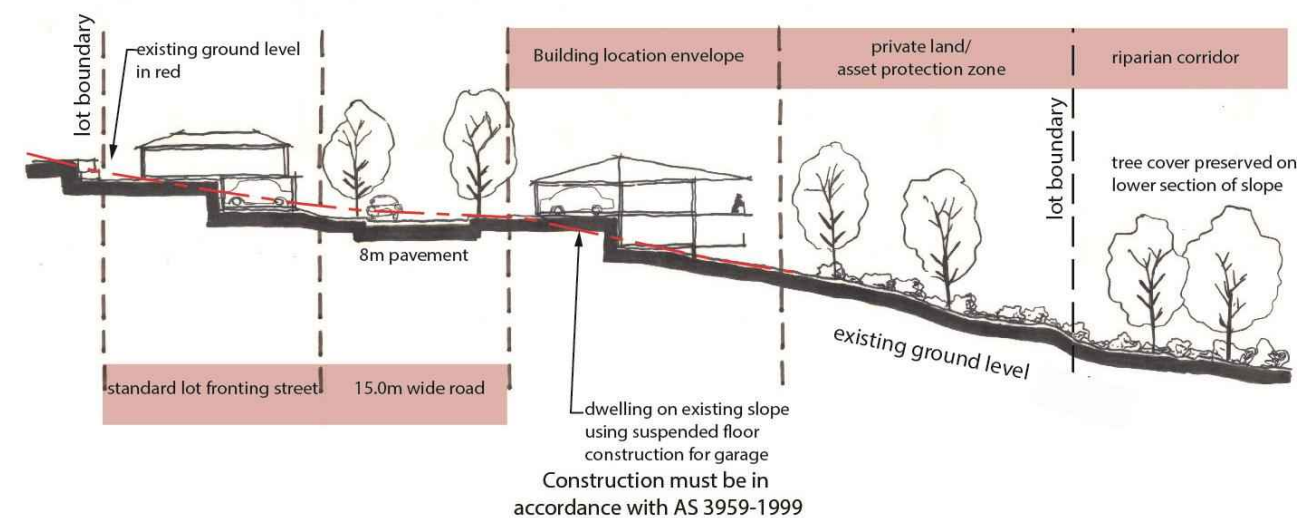 lot boundary
existing ground level
in red
Building location envelope
private land/
asset protection zone
riparian corridor
lot boundary
tree cover preserved on
lower section of slope
8m pavement
existing ground level
standard lot fronting street
15.0m wide road
dwelling on existing slope
using suspended floor
construction for garage
Construction must be in
accordance with AS 3959-1999